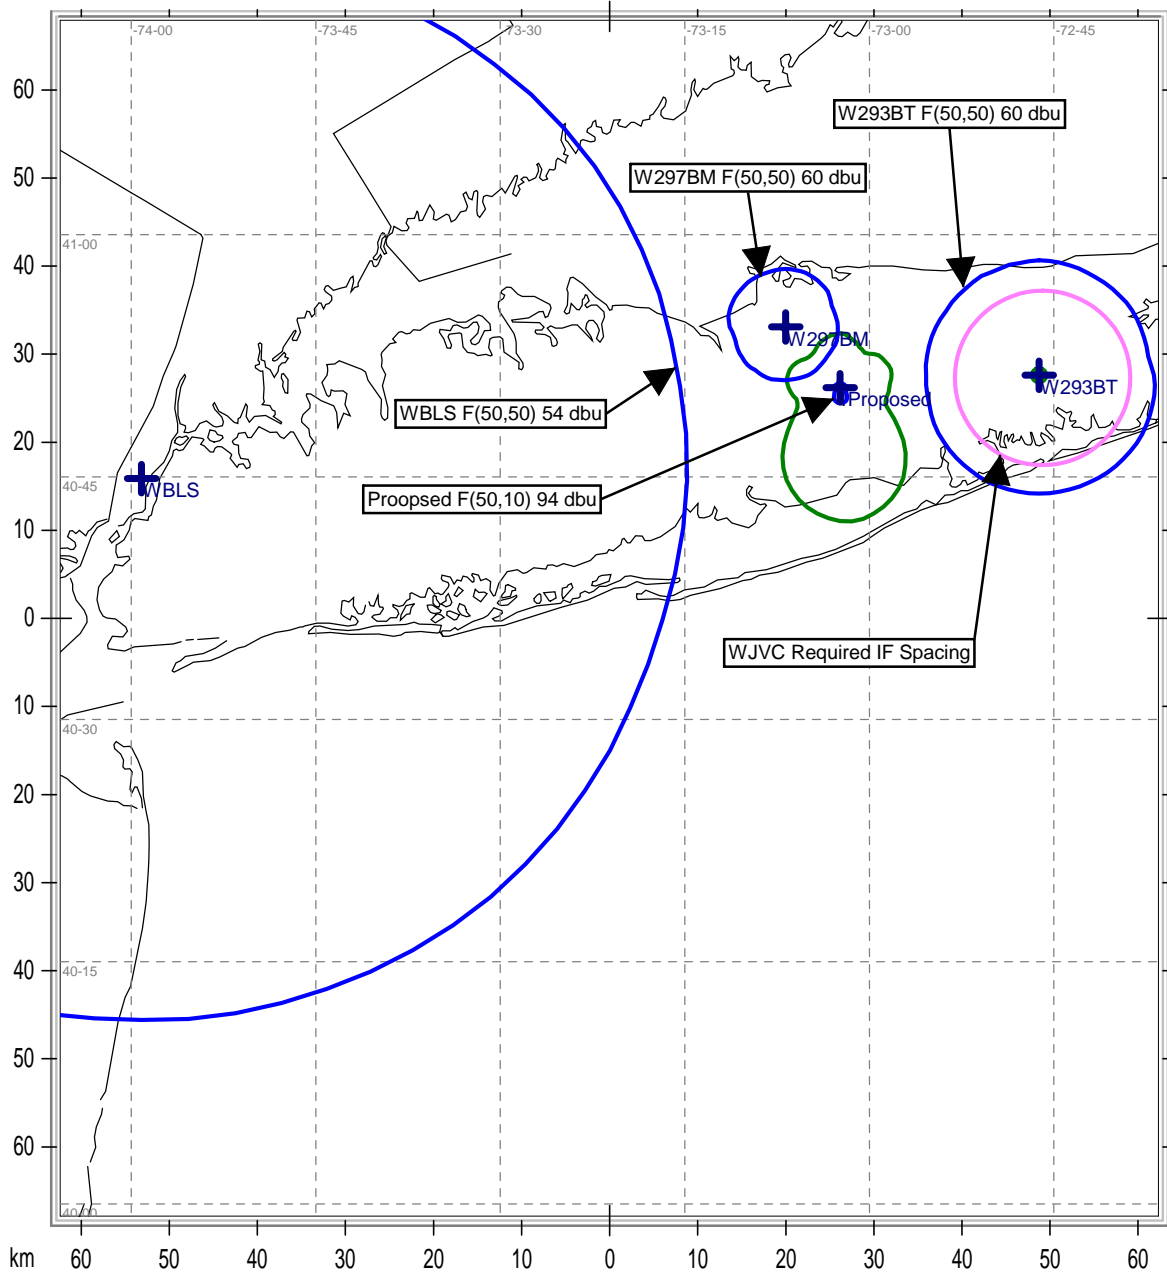 -74-00
-73-45
-73-30
-73-15
-73-00
-72-45
60
W293BT F(50,50) 60 dbu
W297BM F(50,50) 60 dbu
50
41-00
40
W297BM
30
W293BT
Proposed
WBLS F(50,50) 54 dbu
20
40-45
WBLS
Proopsed F(50,10) 94 dbu
10
0
WJVC Required IF Spacing
10
40-30
20
30
40
40-15
50
60
40-00
km 60 50 40 30 20 10 0 10 20 30 40 50 60